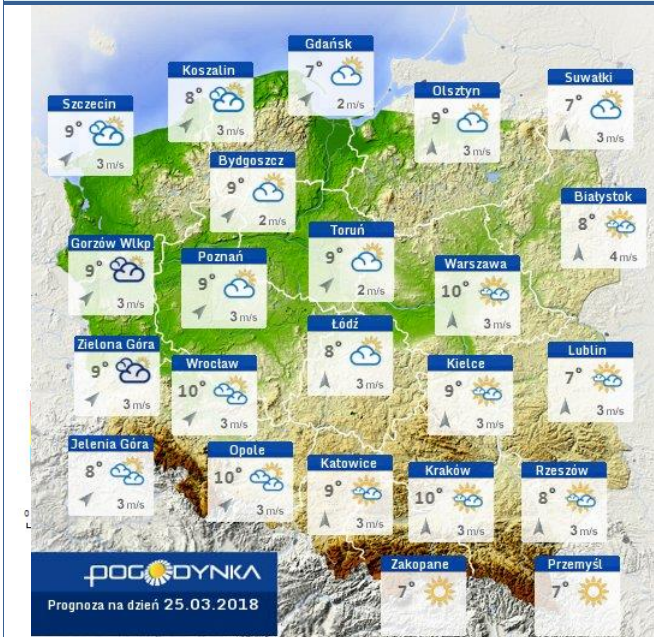 Gdańsk
7°
2 m/s
Koszalin
8°
3 m/s
Suwałki
7°
3 m/s
Olsztyn
9°
3 m/s
Szczecin
9°
3 m/s
Bydgoszcz
9°
2 m/s
Białystok
8°
4 m/s
Toruń
9°
2 m/s
Gorzów Wlkp
9°
3 m/s
Poznań
9°
3 m/s
Warszawa
10°
3 m/s
Łódź
8°
3 m/s
Zielona Góra
9°
3 m/s
Lublin
7°
3 m/s
Wrocław
10°
3 m/s
Kielce
9°
3 m/s
Jelenia Góra
8°
3 m/s
Opole
10°
3 m/s
Katowice
9°
3 m/s
Kraków
10°
3 m/s
Rzeszów
8°
3 m/s
Zakopane
7°
Przemyśl
7°
POGODYNKA
Prognoza na dzień 25.03.2018